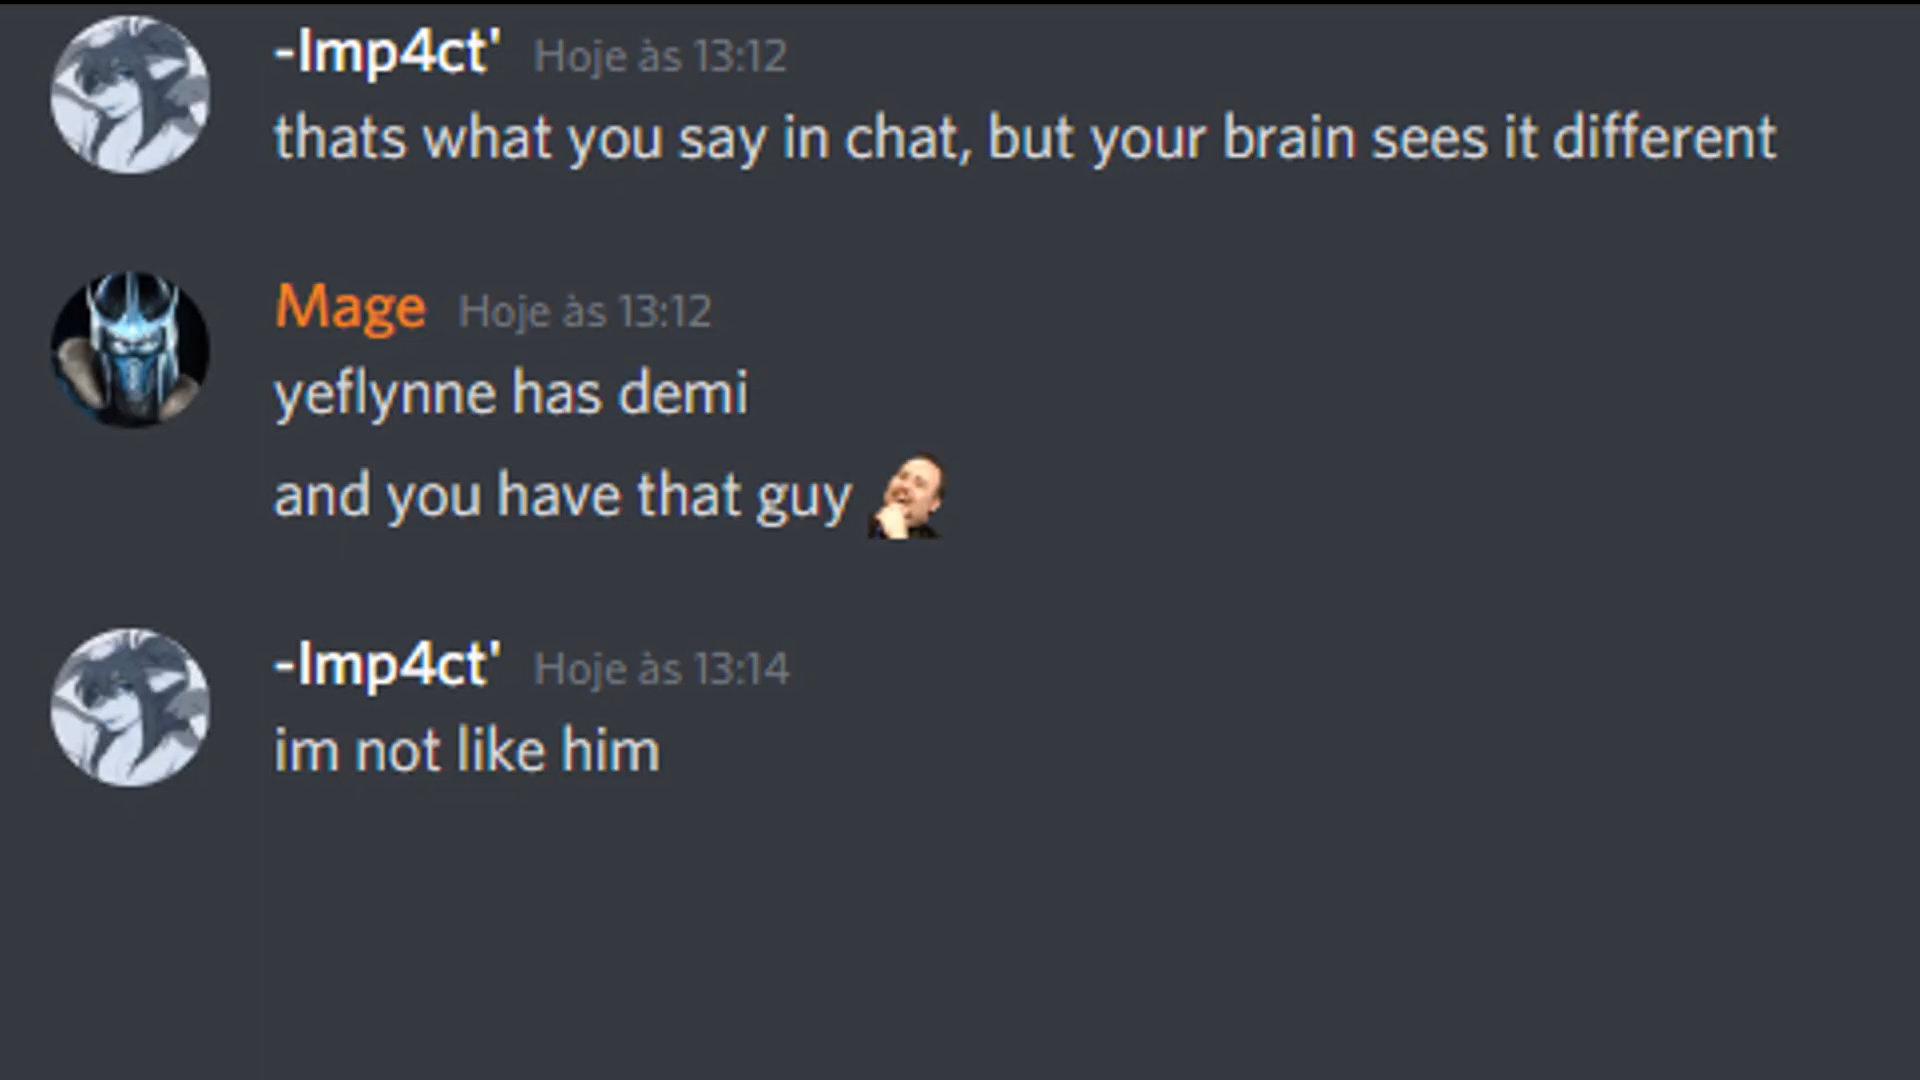 -Imp4ct' Hoje às 13:12
thats what you say in chat, but your brain sees it different
Mage Hoje às 13:12
yeflynne has demi
and you have that guy
-Imp4ct' Hoje às 13:14
im not like him